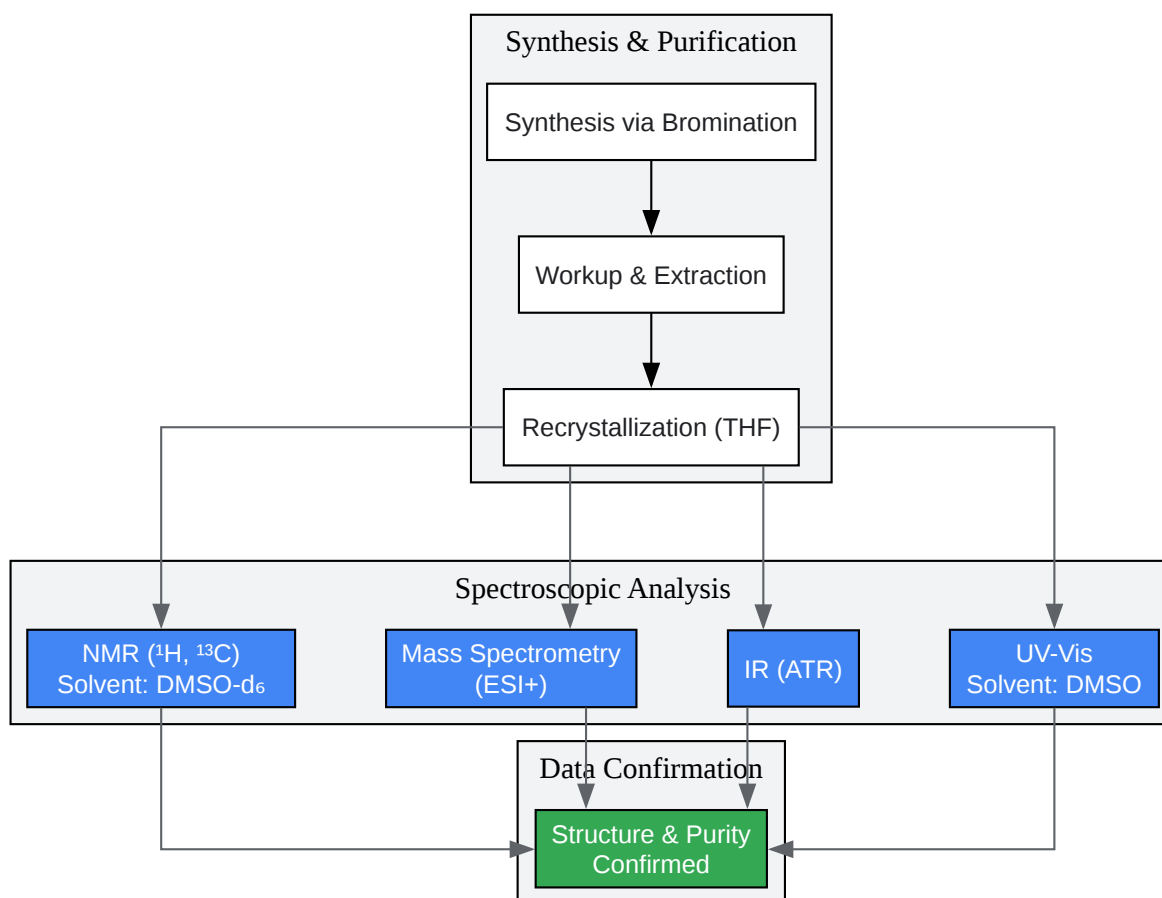 Synthesis & Purification
Synthesis via Bromination
Workup & Extraction
Recrystallization (THF)
Spectroscopic Analysis
NMR (¹H, ¹³C)
Solvent: DMSO-d₆
Mass Spectrometry
(ESI+)
IR (ATR)
UV-Vis
Solvent: DMSO
Data Confirmation
Structure & Purity
Confirmed